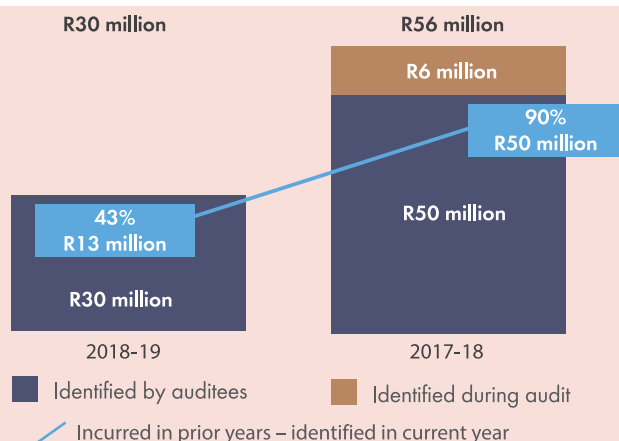 R30 million
R56 million
R6 million
90%
R50 million
R50 million
43%
R13 million
R30 million
2018-19
2017-18
Identified by auditees
Identified during audit
Incurred in prior years – identified in current year